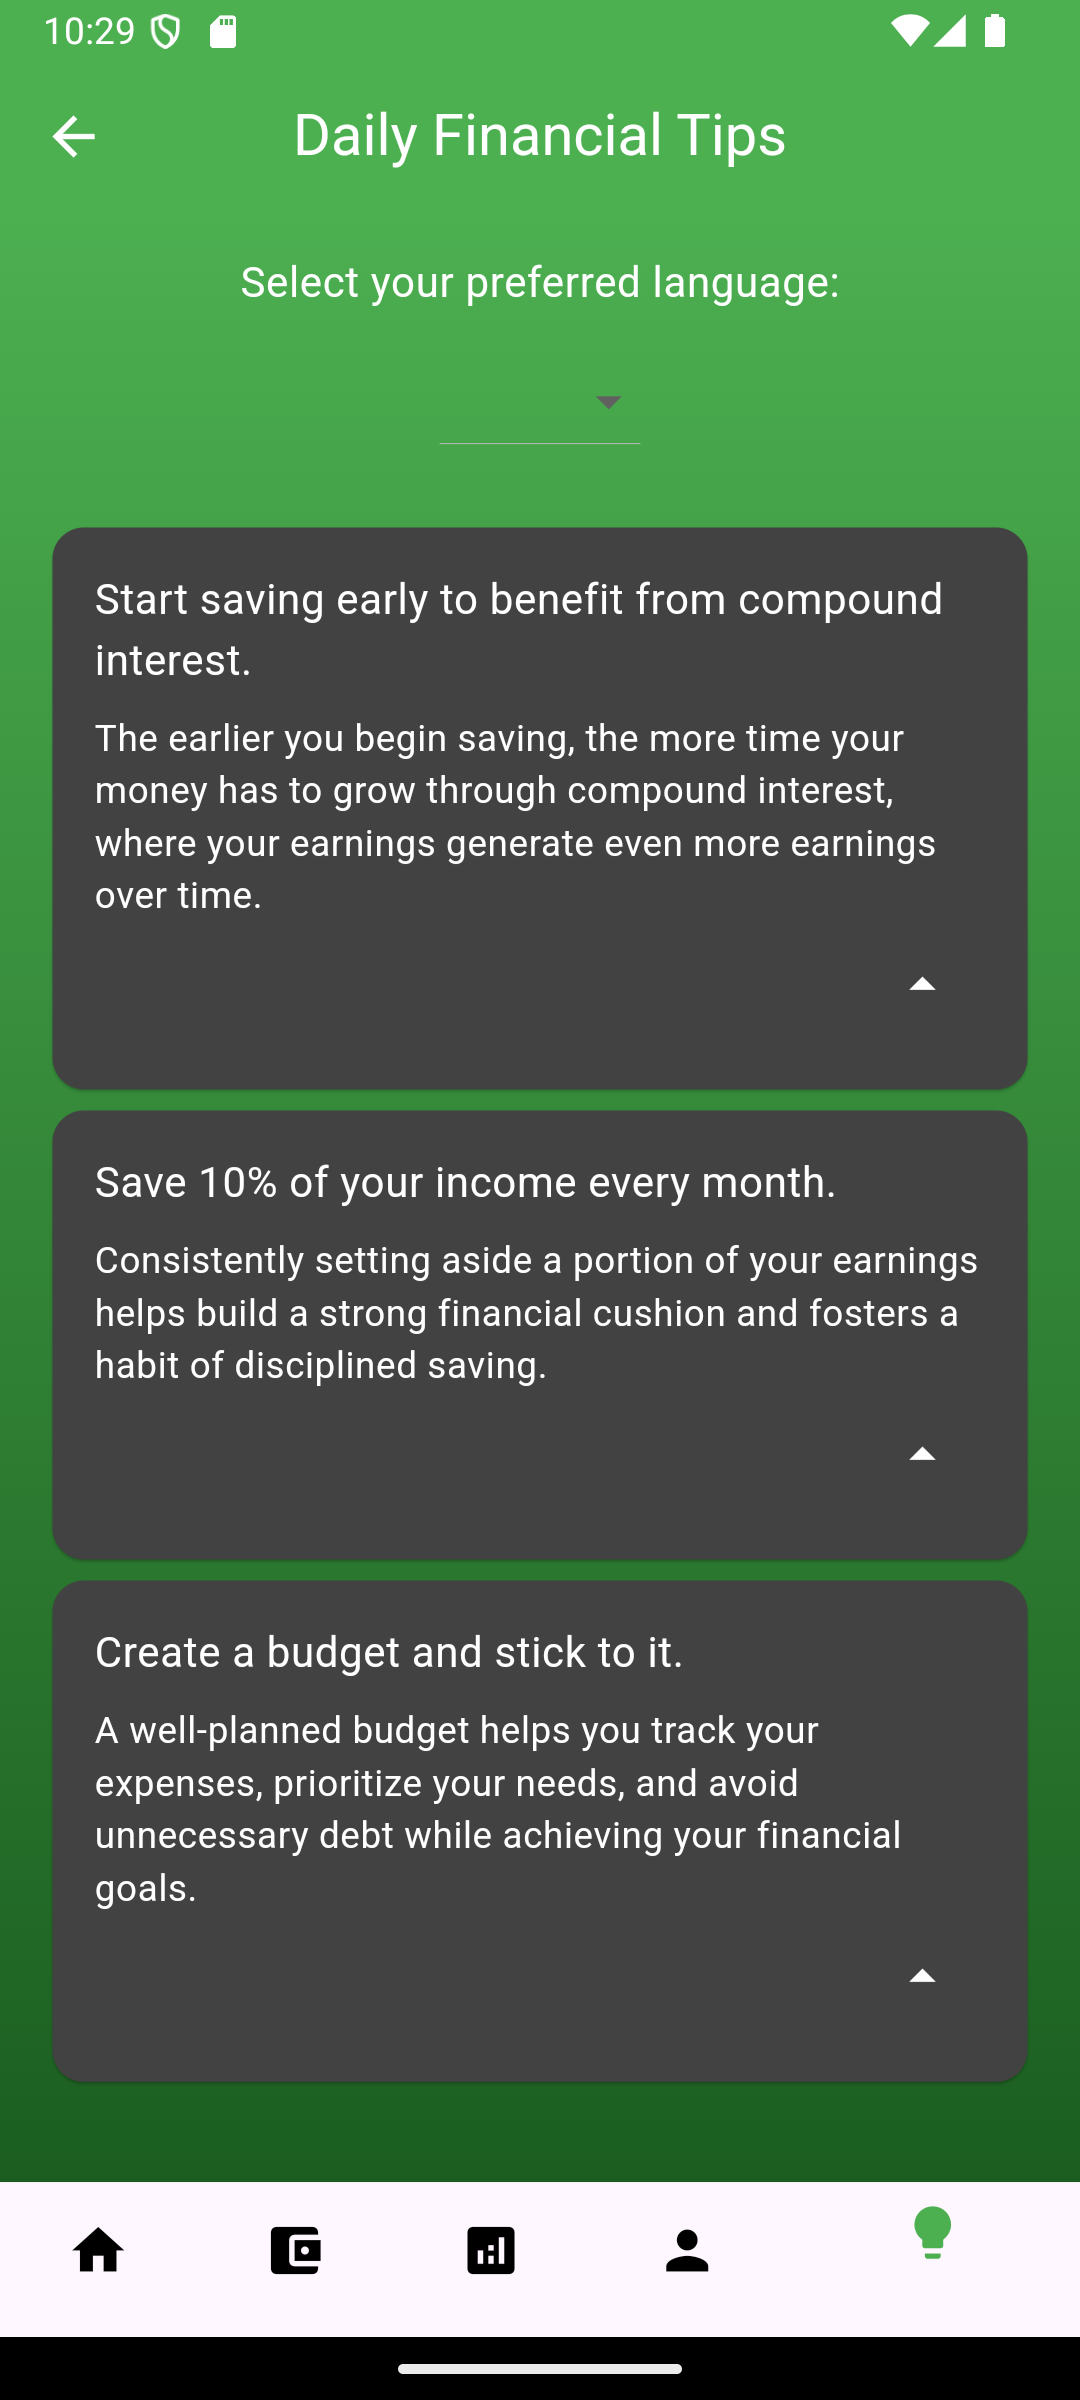 10:29
Daily Financial Tips
Select your preferred language:
Start saving early to benefit from compound
interest.
The earlier you begin saving, the more time your
money has to grow through compound interest,
where your earnings generate even more earnings
over time.
Save 10% of your income every month.
Consistently setting aside a portion of your earnings
helps build a strong financial cushion and fosters a
habit of disciplined saving.
Create a budget and stick to it.
A well-planned budget helps you track your
expenses, prioritize your needs, and avoid
unnecessary debt while achieving your financial
goals.